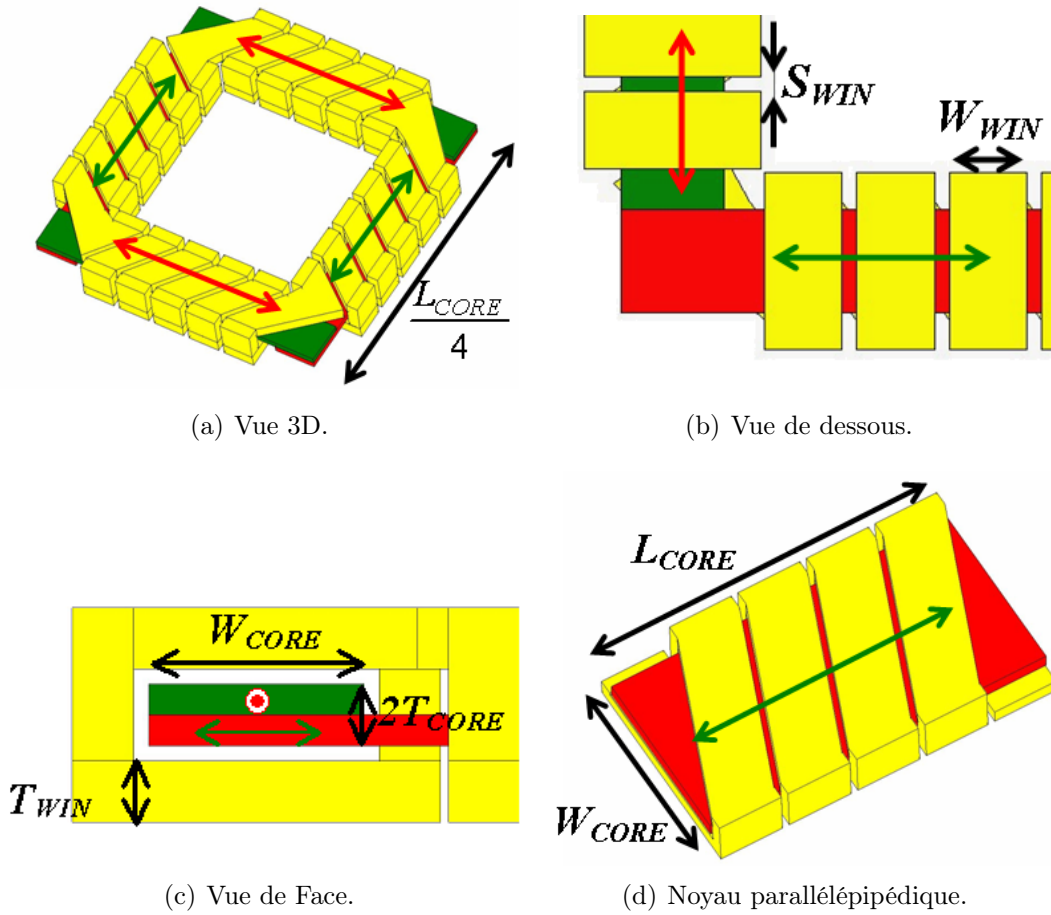 S_WIN
W_WIN
L_CORE
4
(a) Vue 3D.
(b) Vue de dessous.
W_CORE
2T_CORE
T_WIN
L_CORE
W_CORE
(c) Vue de Face.
(d) Noyau parallélépipédique.